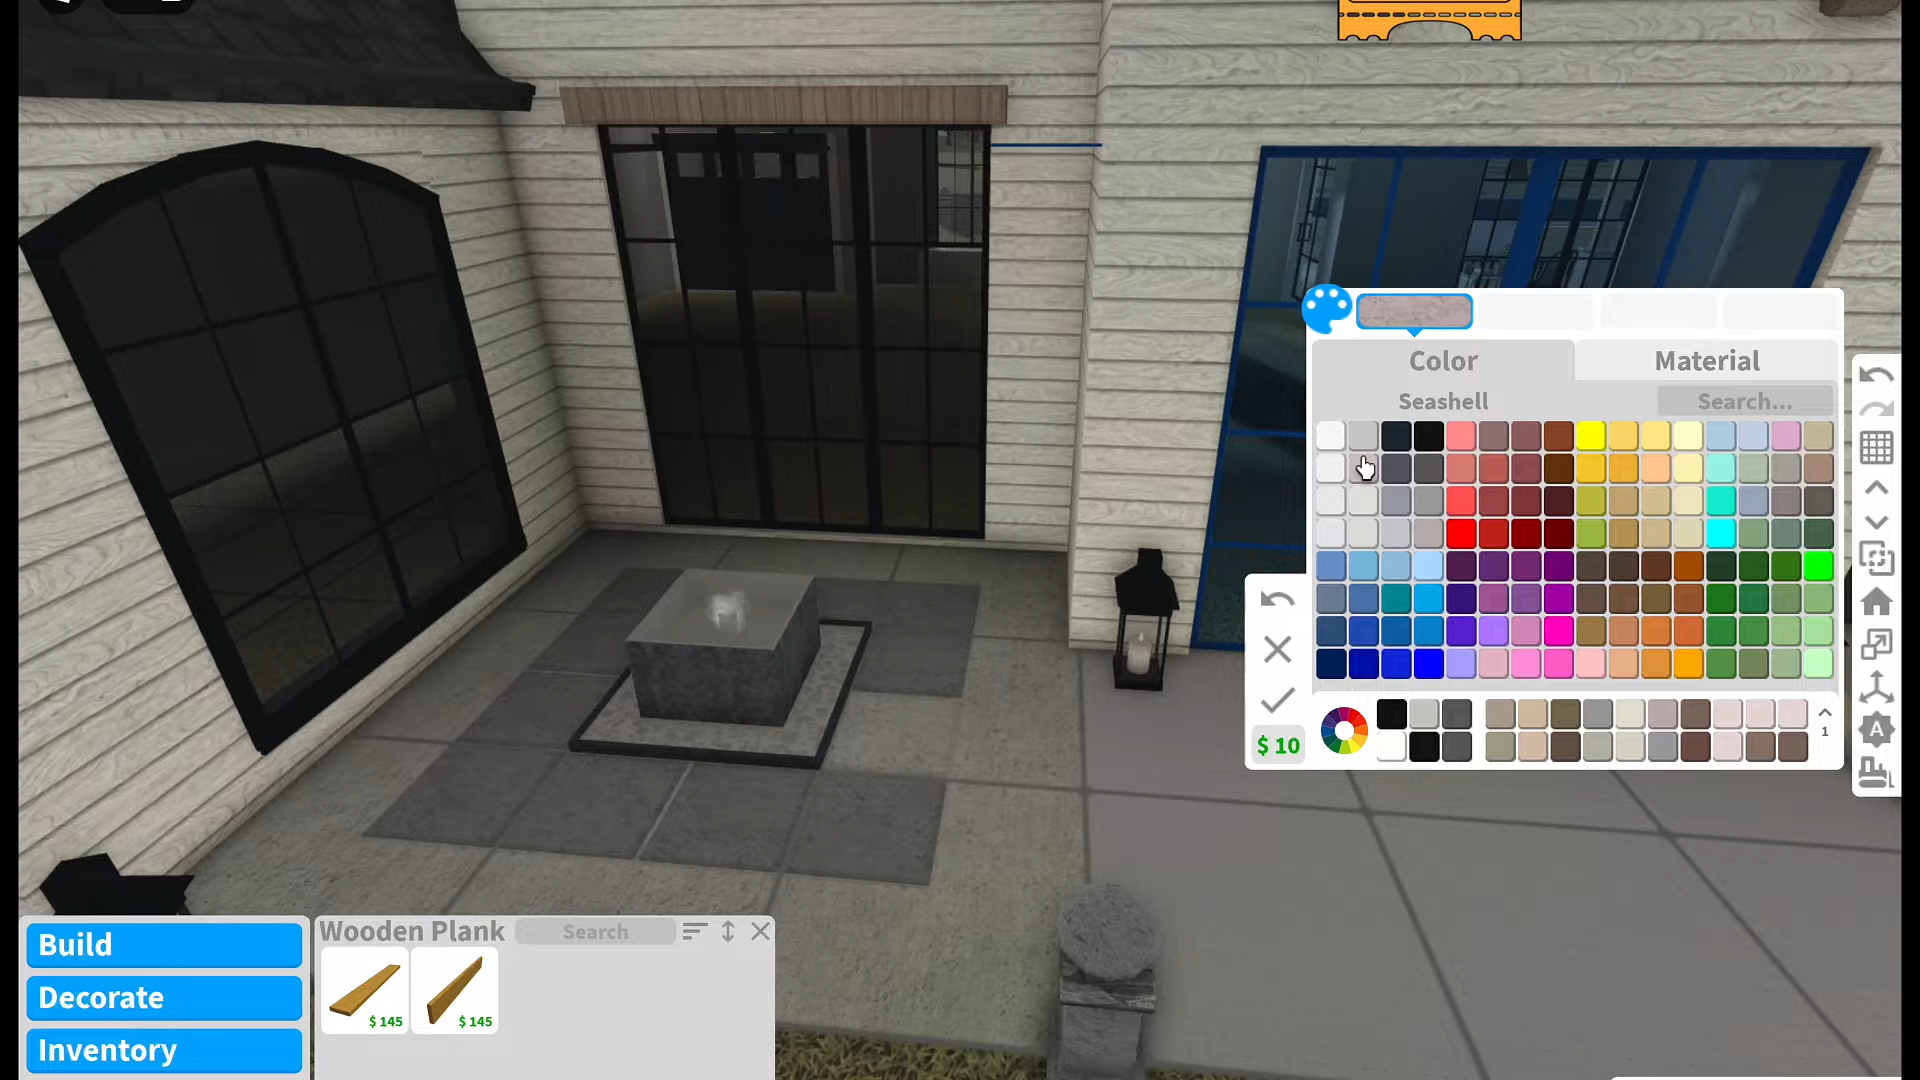 Color
Material
Seashell
Search...
$ 10
1
A
Build
Decorate
Inventory
Wooden Plank
Search
$ 145
$ 145